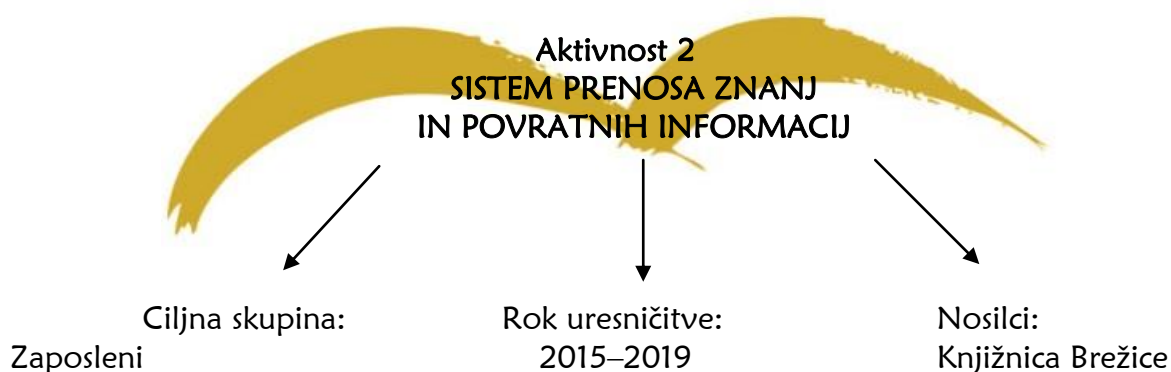 Aktivnost 2
SISTEM PRENOSA ZNANJ
IN POVRATNIH INFORMACIJ
Ciljna skupina:
Zaposleni
Rok uresničitve:
2015–2019
Nosilci:
Knjižnica Brežice